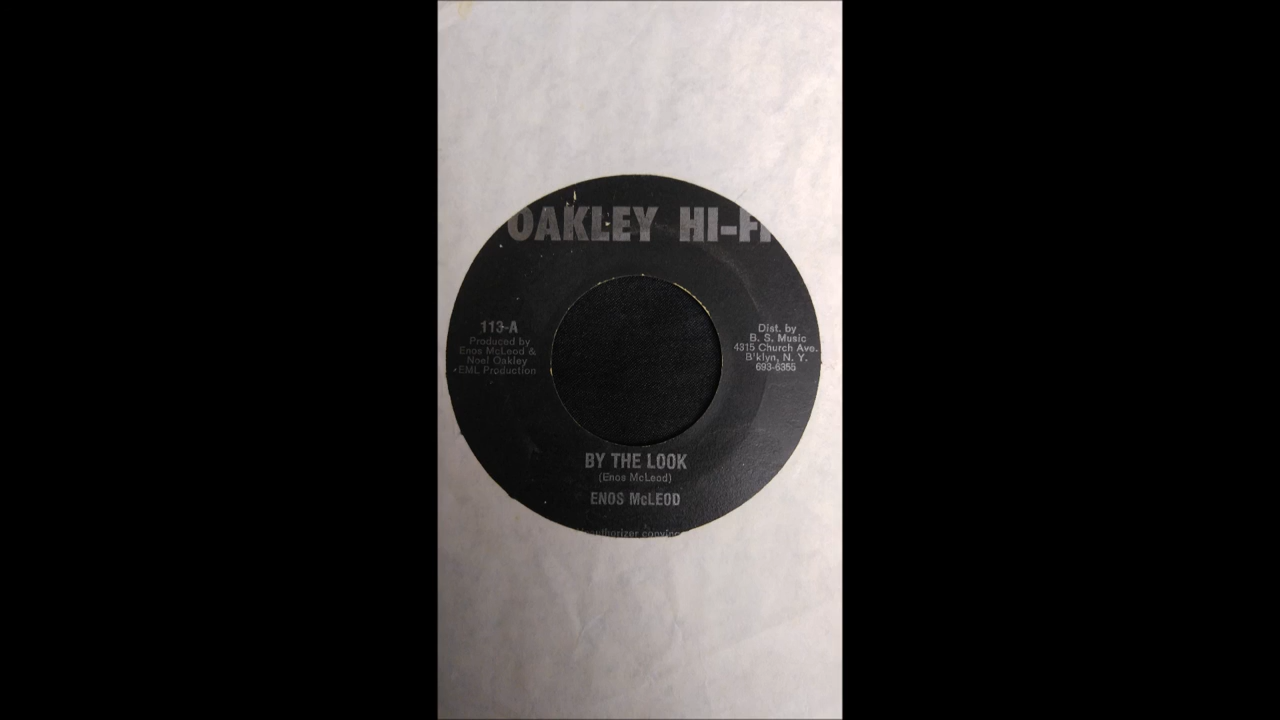 OAKLEY HI-FI
113-A
Produced by
Enos McLeod &
Noel Oakley
EML Production
Dist. by
B. S. Music
4315 Church Ave.
B'klyn, N. Y.
693-6355
BY THE LOOK
(Enos McLeod)
ENOS McLEOD